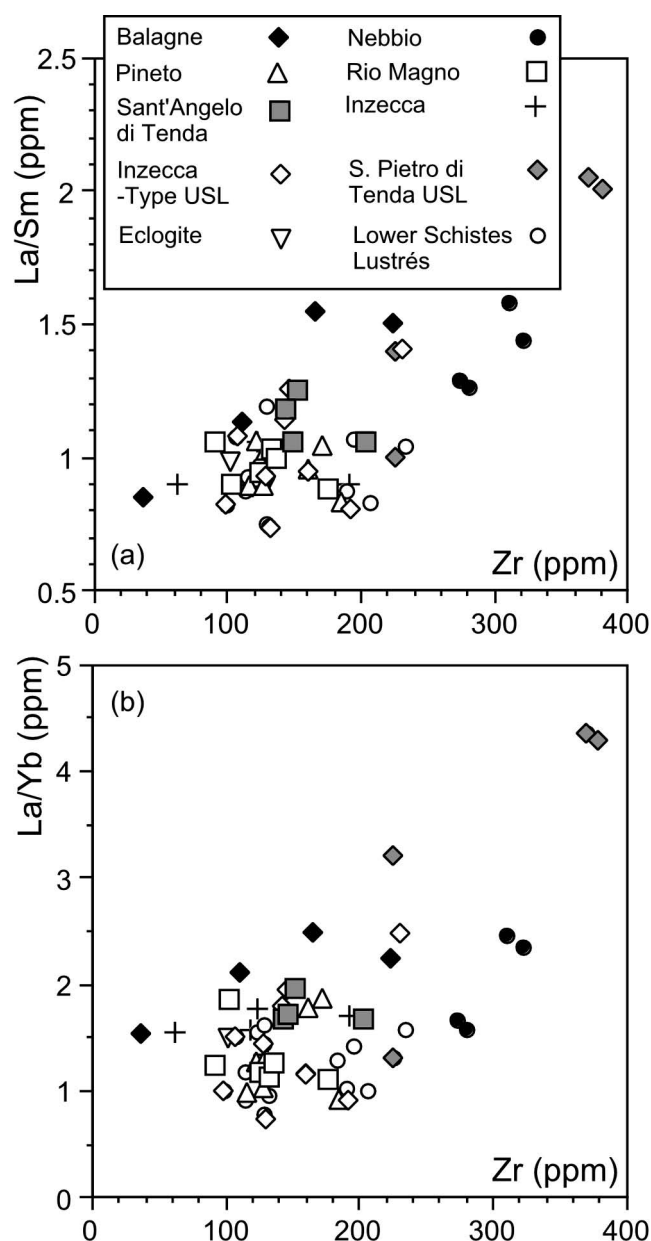 Balagne Nebbio
Pineto Rio Magno
Sant'Angelo
di Tenda
Inzecca
Inzecca
-Type USL
S. Pietro di
Tenda USL
Eclogite
Lower Schistes
Lustrés
La/Sm (ppm)
2.5
2
1.5
1
0.5
(a)
Zr (ppm)
0 100 200 300 400
La/Yb (ppm)
5
4
3
2
1
0
(b)
Zr (ppm)
0 100 200 300 400